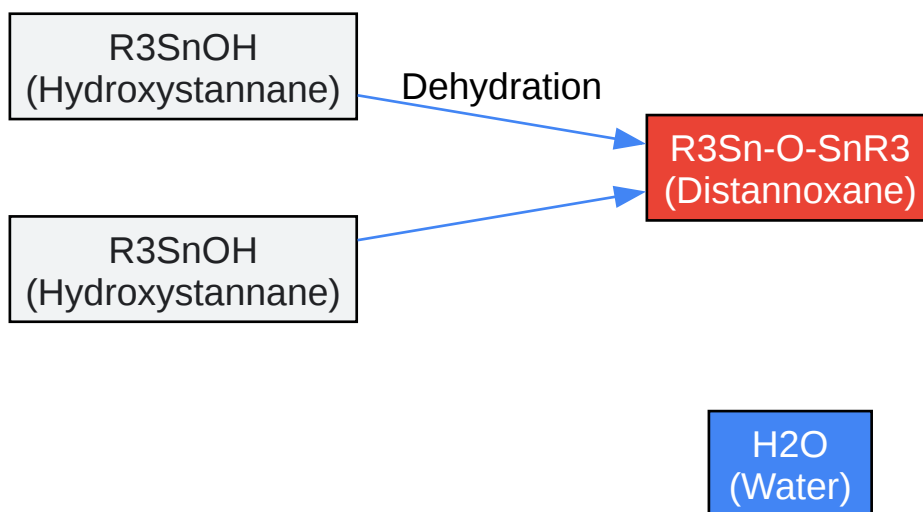 R3SnOH
(Hydroxystannane)
Dehydration
R3Sn-O-SnR3
(Distannoxane)
R3SnOH
(Hydroxystannane)
H2O
(Water)